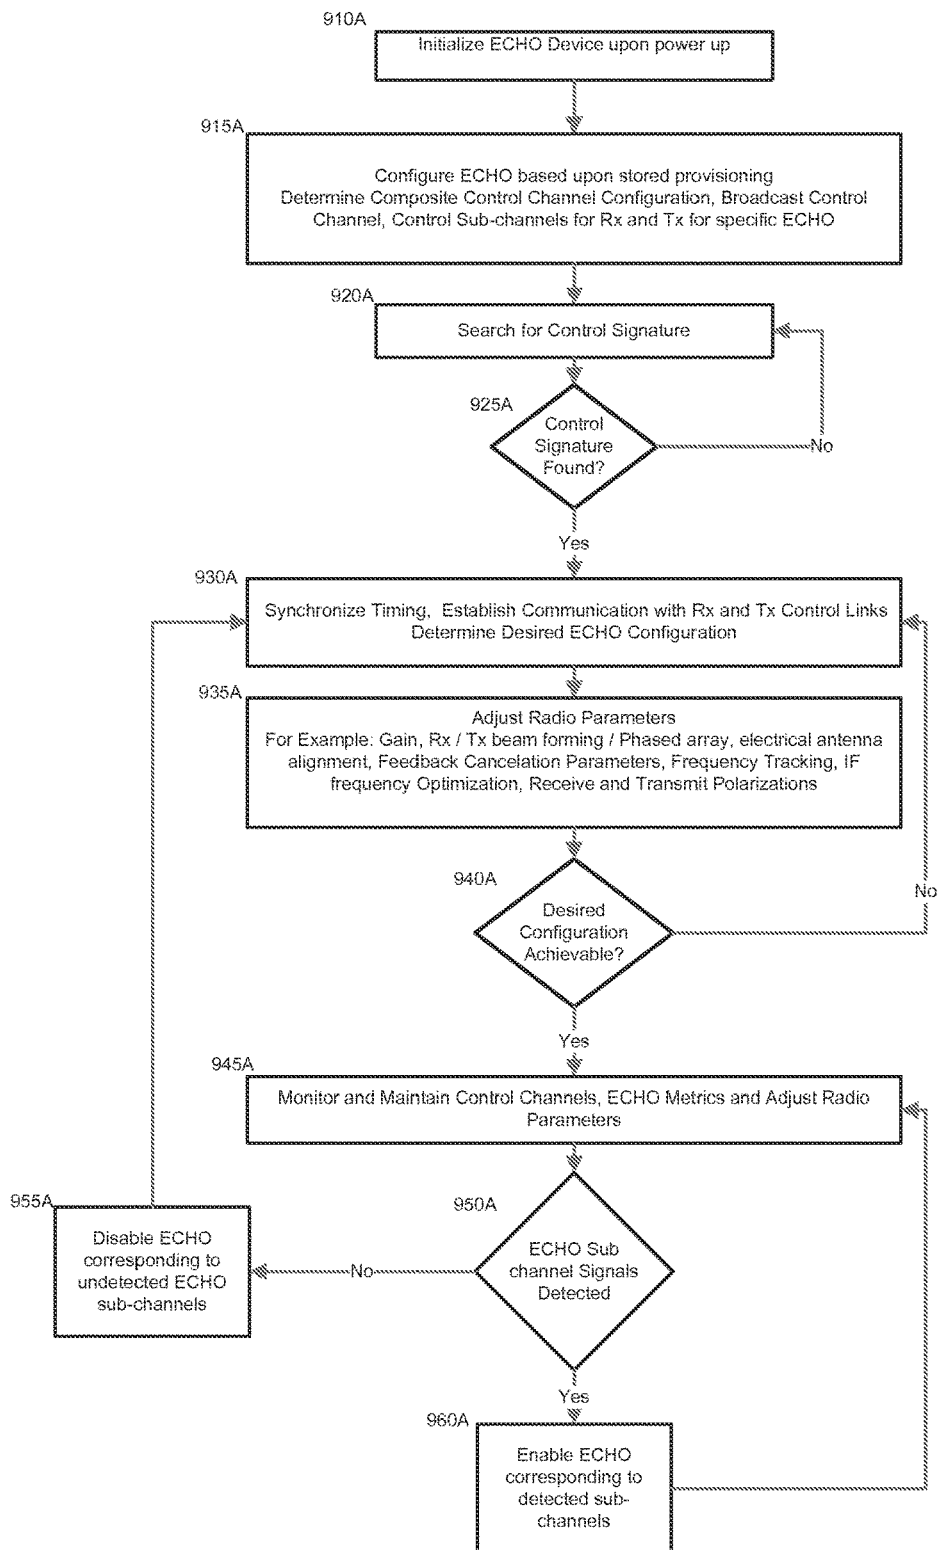 910A
Initialize ECHO Device upon power up
915A
Configure ECHO based upon stored provisioning
Determine Composite Control Channel Configuration, Broadcast Control
Channel, Control Sub-channels for Rx and Tx for specific ECHO
920A
Search for Control Signature
925A
Control
Signature
Found?
No
Yes
930A
Synchronize Timing, Establish Communication with Rx and Tx Control Links
Determine Desired ECHO Configuration
935A
Adjust Radio Parameters
For Example: Gain, Rx / Tx beam forming / Phased array, electrical antenna
alignment, Feedback Cancelation Parameters, Frequency Tracking, IF
frequency Optimization, Receive and Transmit Polarizations
940A
Desired
Configuration
Achievable?
No
Yes
945A
Monitor and Maintain Control Channels, ECHO Metrics and Adjust Radio
Parameters
950A
ECHO Sub
channel Signals
Detected
No
955A
Disable ECHO
corresponding to
undetected ECHO
sub-channels
Yes
960A
Enable ECHO
corresponding to
detected sub-
channels